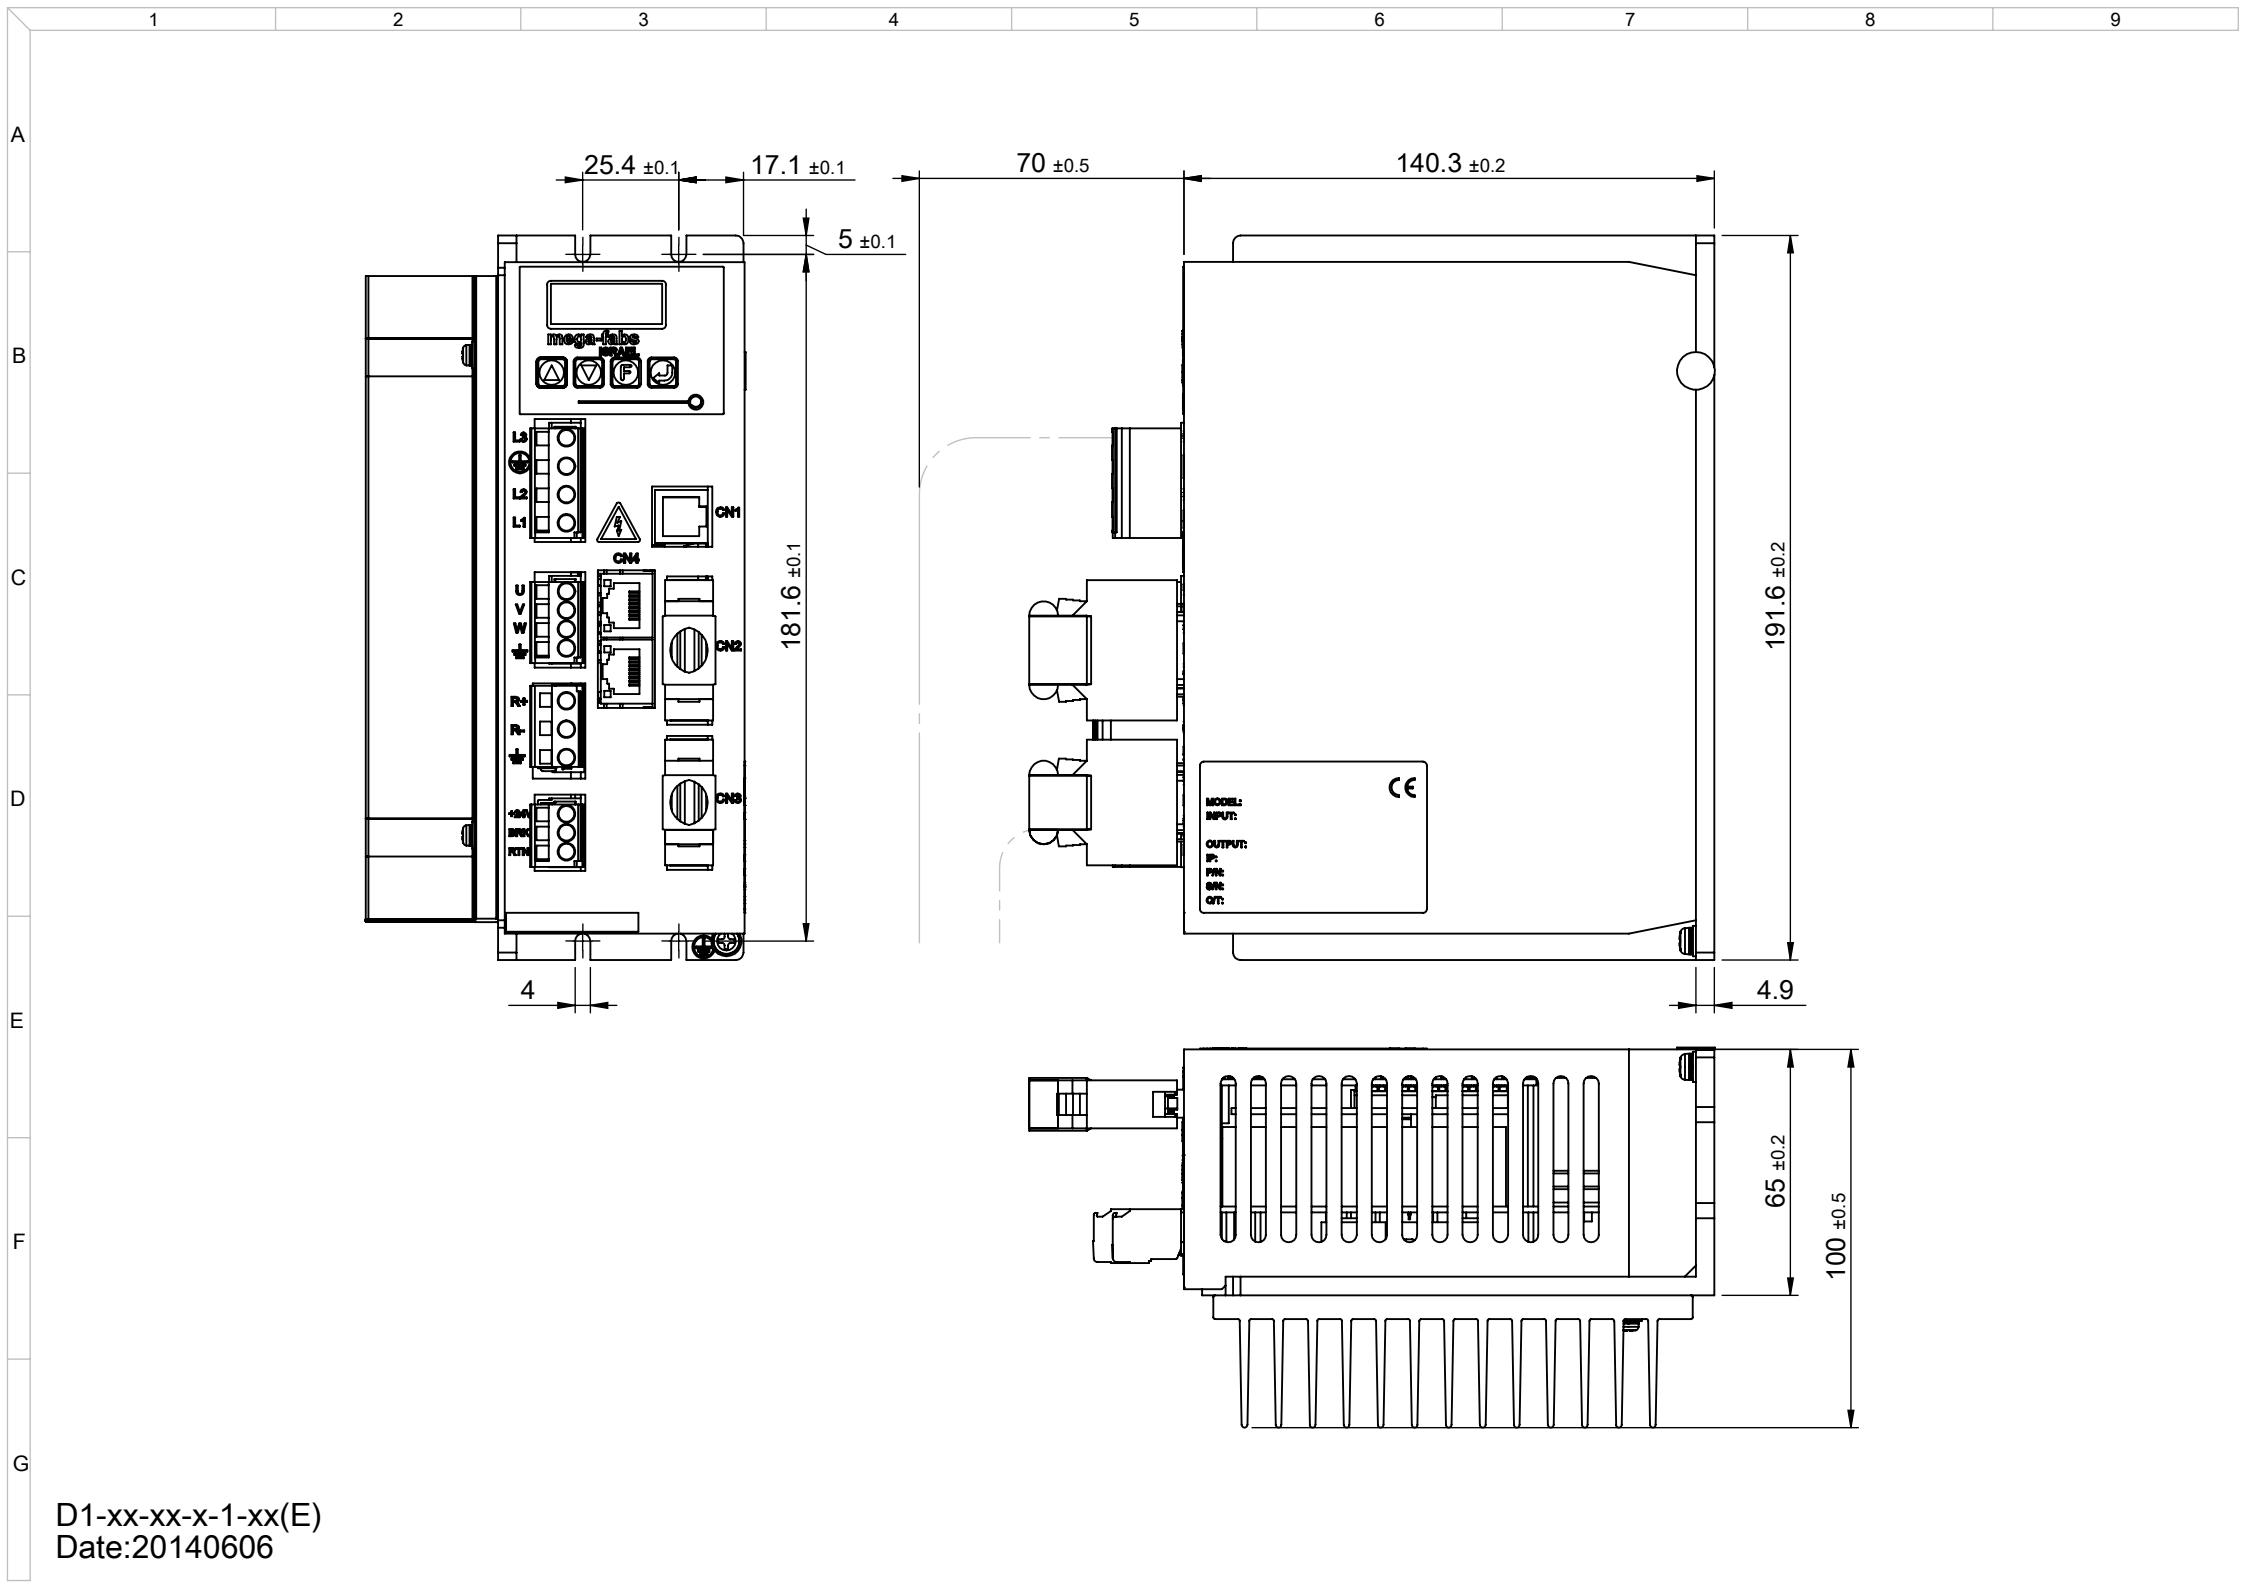 1 2 3 4 5 6 7 8 9
A
B
C
D
E
F
G
25.4 ±0.1
17.1 ±0.1
5 ±0.1
181.6 ±0.1
4
mega-fabs
ISRAEL
F
L3
L2
L1
CN1
CN4
U
V
W
CN2
R+
R-
CN3
+24V
BRK
RTN
70 ±0.5
140.3 ±0.2
191.6 ±0.2
4.9
CE
MODEL:
INPUT:
OUTPUT:
IP:
P/N:
S/N:
O/T:
65 ±0.2
100 ±0.5
D1-xx-xx-x-1-xx(E)
Date:20140606